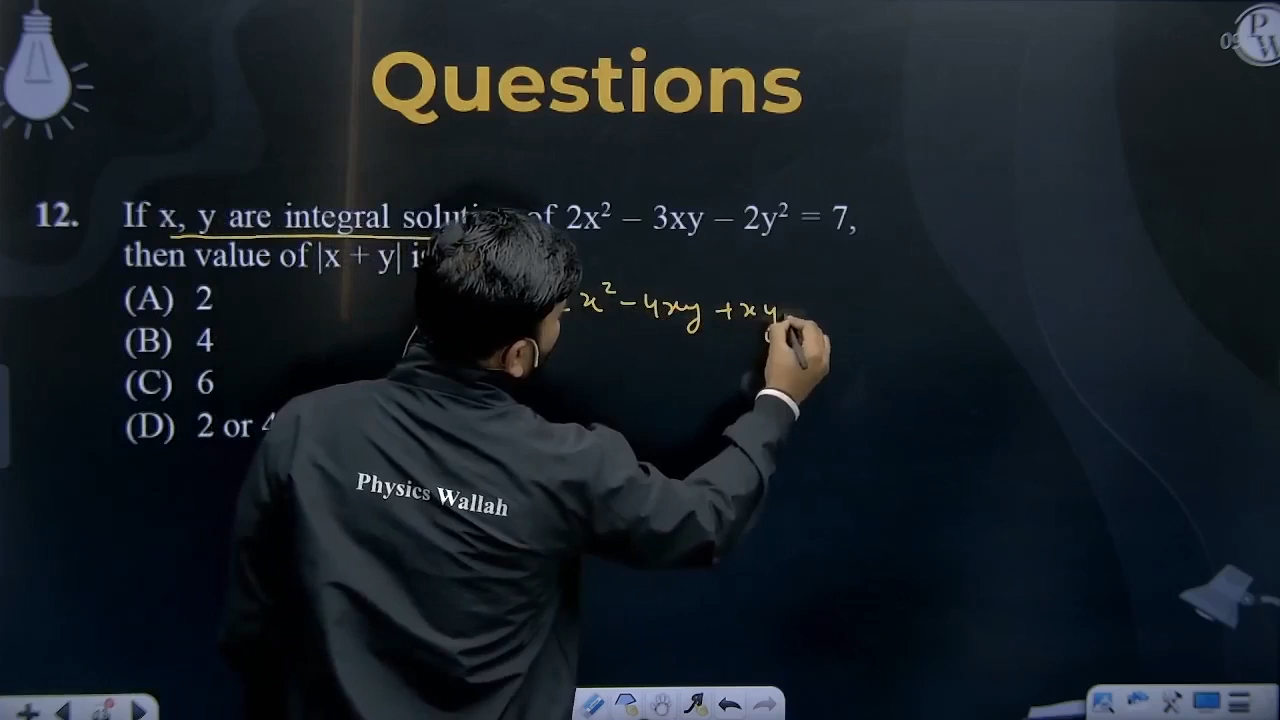 Questions
12. If x, y are integral of 2x² – 3xy – 2y² = 7,
then value of |x + y|
(A) 2
x² – 4xy + xy
(B) 4
(C) 6
(D) 2 or
Physics Wallah
PW